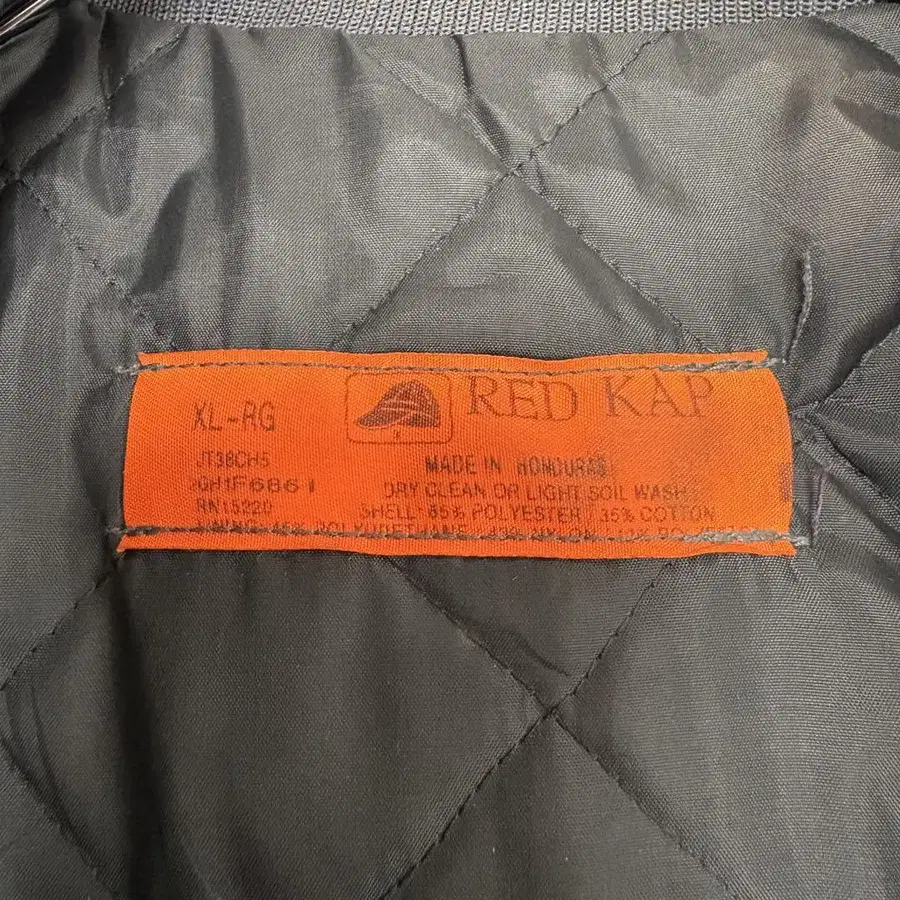 RED KAP
XL-RG
JT38CH5
MADE IN HONDURAS
DRY CLEAN OR LIGHT SOIL WASH
RN15220
SHELL: 65% POLYESTER / 35% COTTON